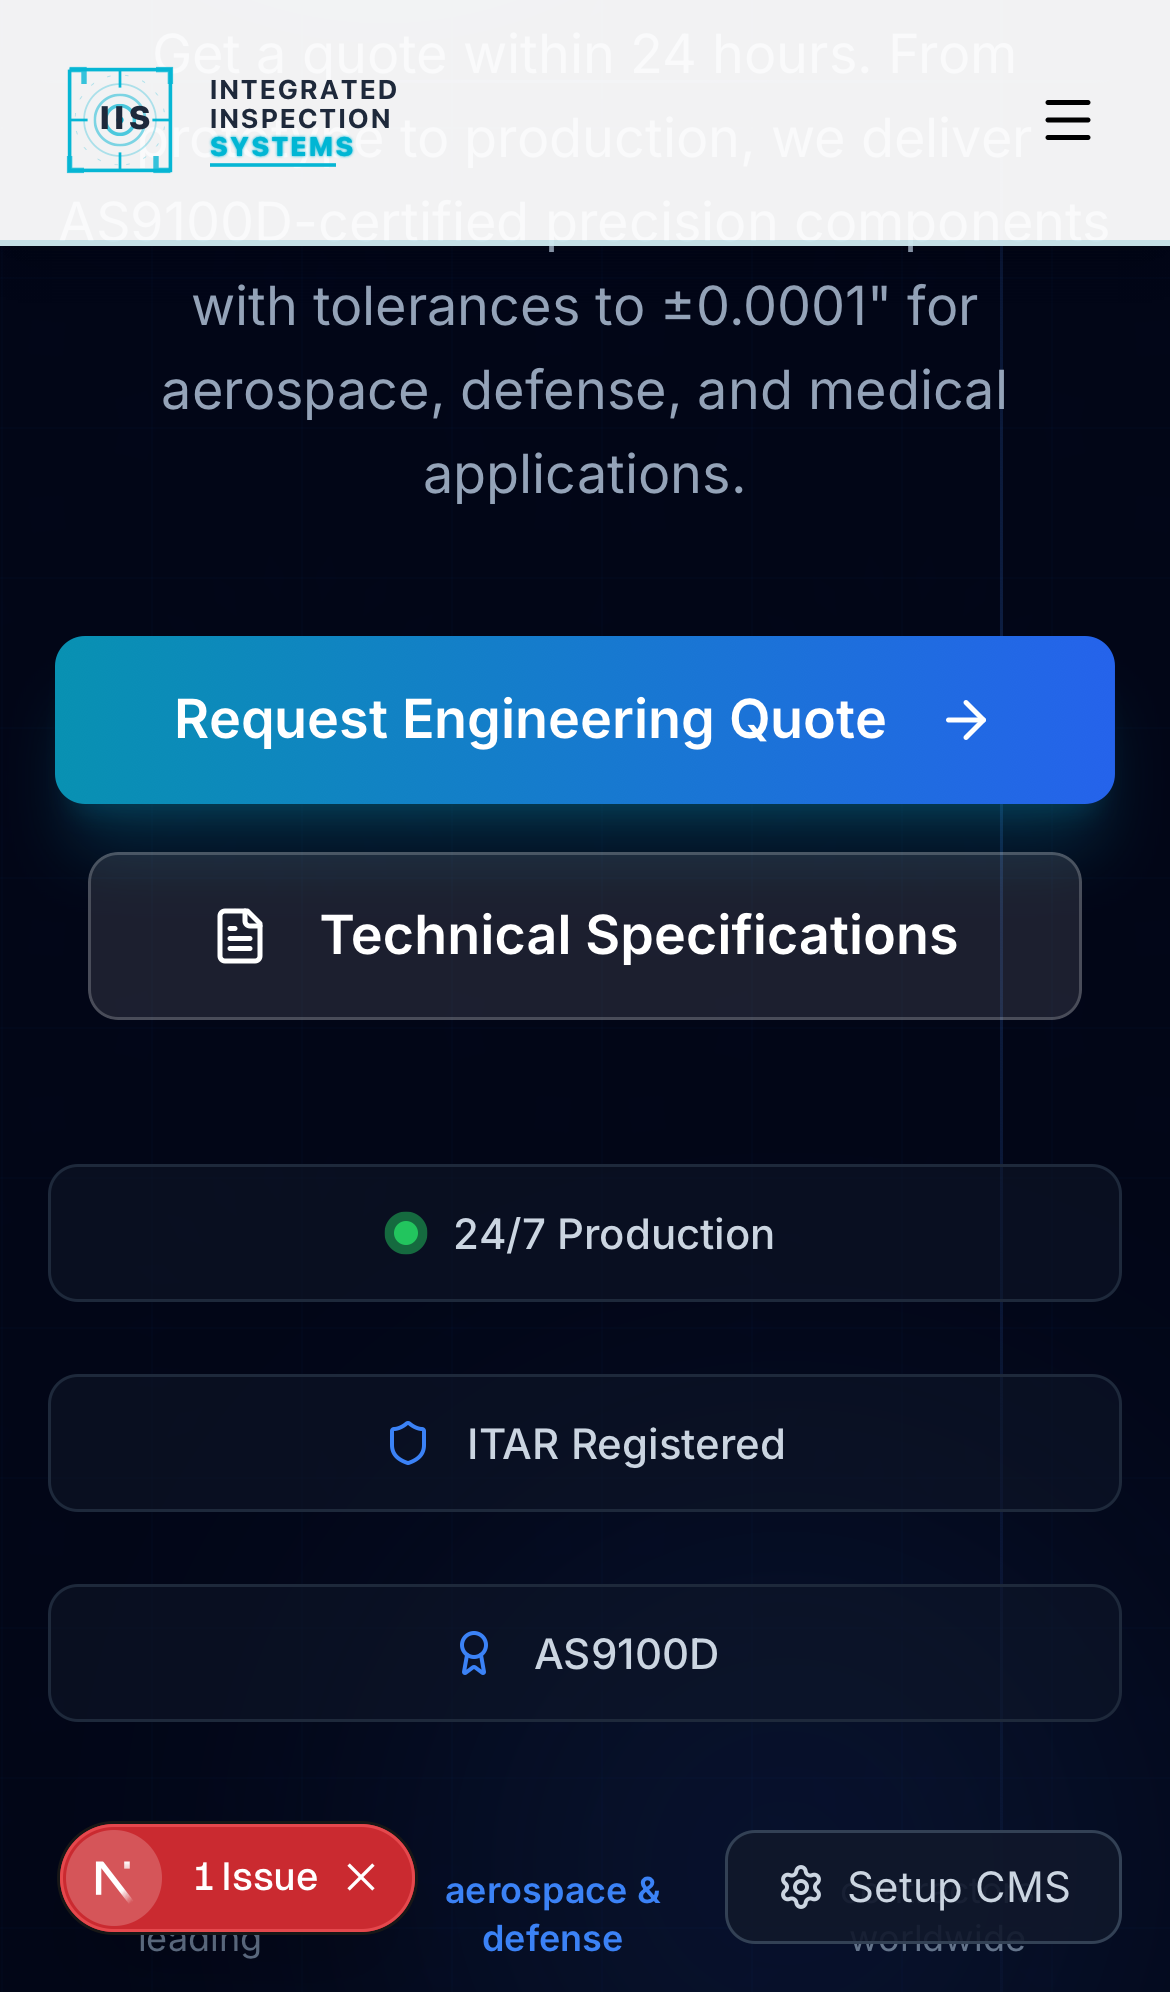 Get a quote within 24 hours. From
IIS
INTEGRATED
INSPECTION
SYSTEMS
to production, we deliver
AS9100D-certified precision components
with tolerances to ±0.0001" for
aerospace, defense, and medical
applications.
Request Engineering Quote
Technical Specifications
24/7 Production
ITAR Registered
AS9100D
N
1 Issue
aerospace &
Setup CMS
leading
defense
worldwide